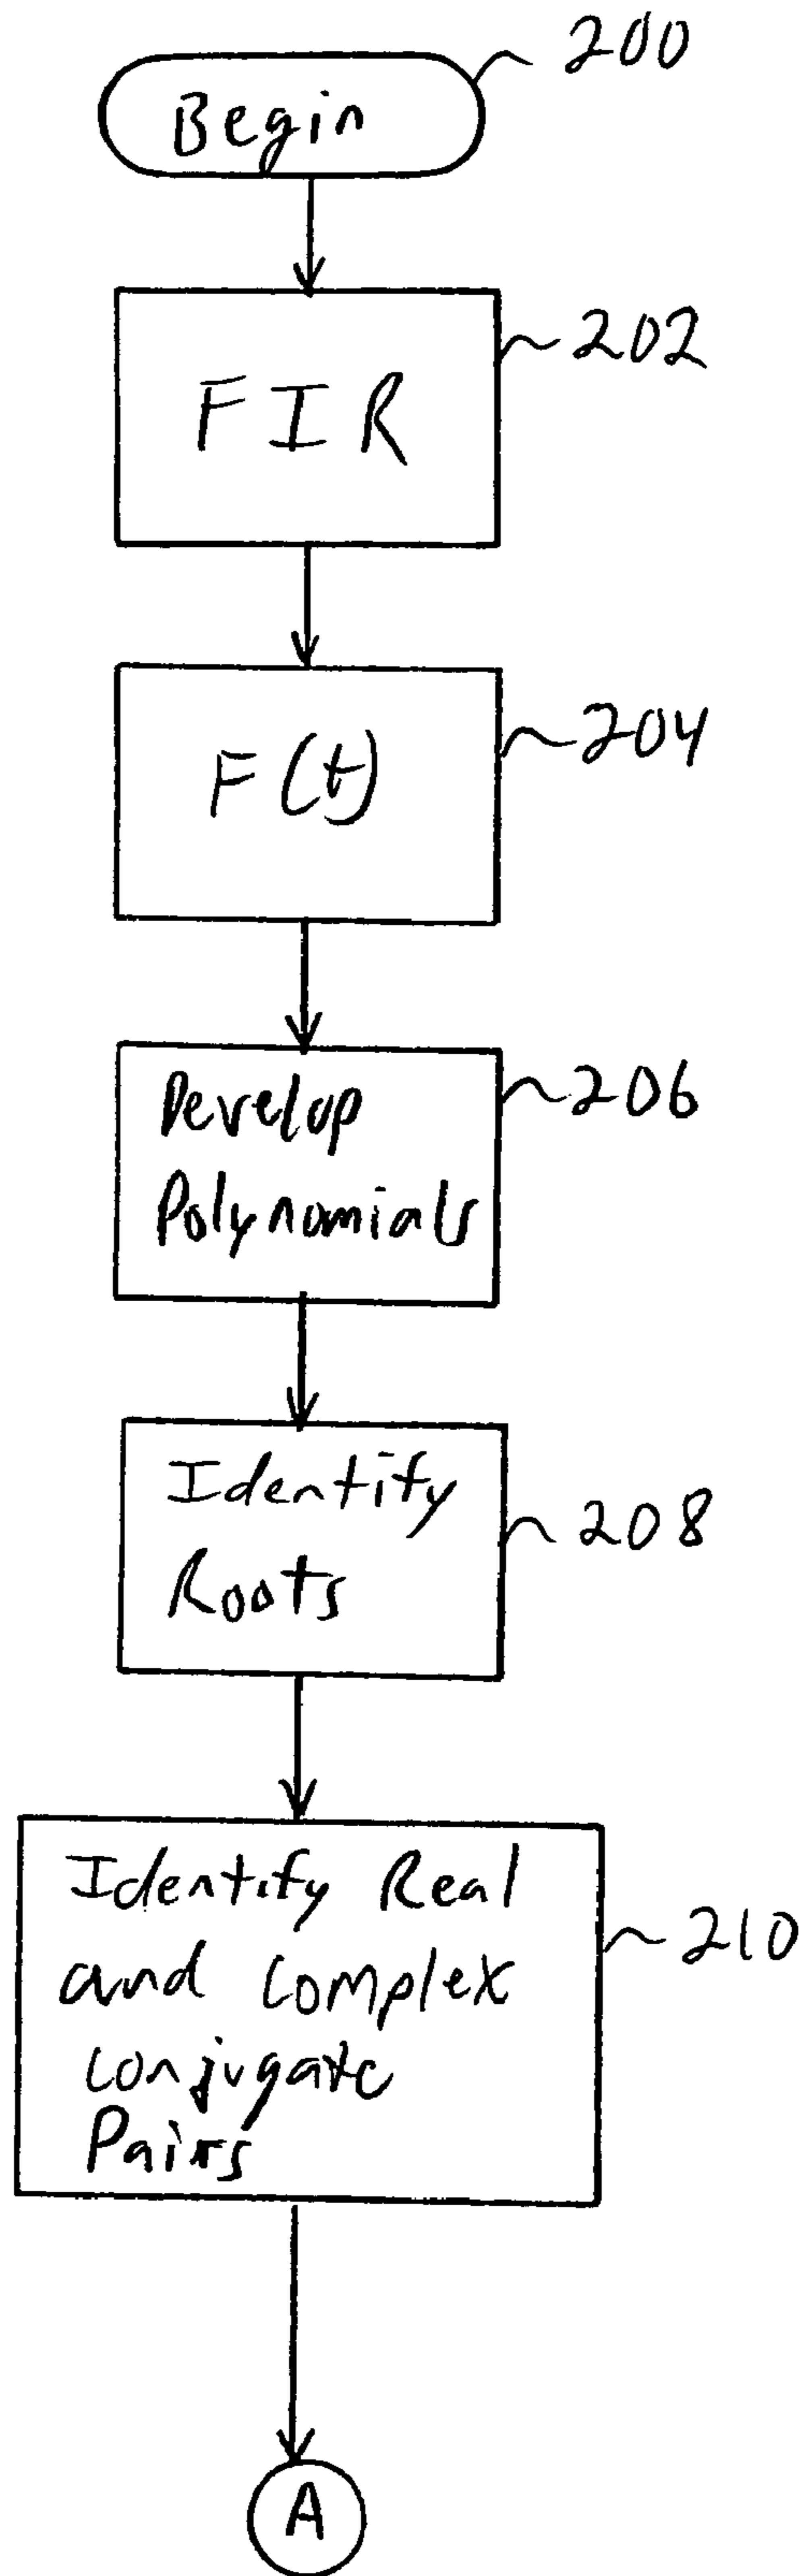 200
Begin
202
FIR
204
F(t)
206
Develop
Polynomials
208
Identify
Roots
210
Identify Real
and complex
conjugate
Pairs
A